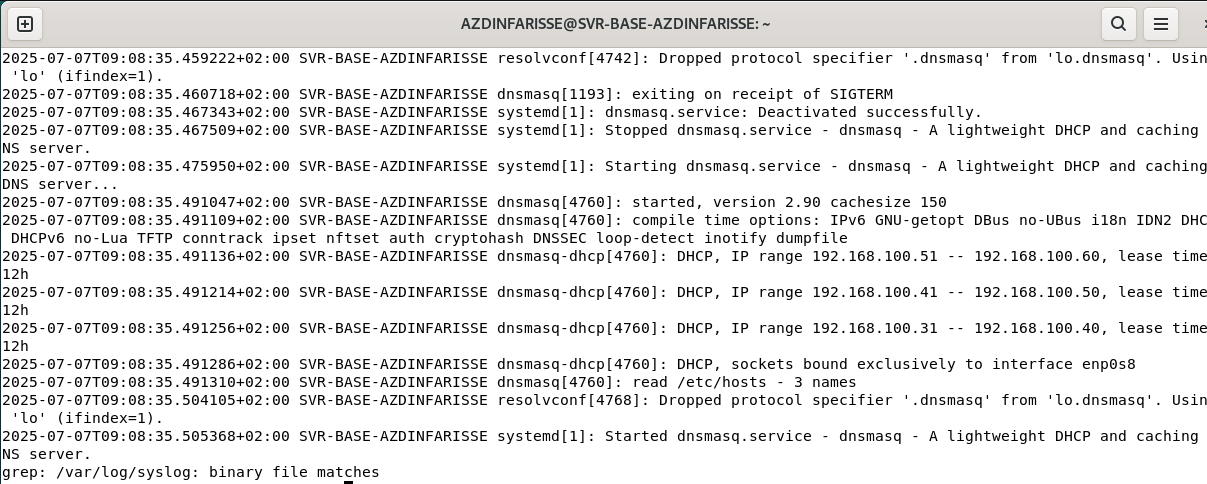 AZDINFARISSE@SVR-BASE-AZDINFARISSE: ~
2025-07-07T09:08:35.459222+02:00 SVR-BASE-AZDINFARISSE resolvconf[4742]: Dropped protocol specifier '.dnsmasq' from 'lo.dnsmasq'. Usin
'lo' (ifindex=1).
2025-07-07T09:08:35.460718+02:00 SVR-BASE-AZDINFARISSE dnsmasq[1193]: exiting on receipt of SIGTERM
2025-07-07T09:08:35.467343+02:00 SVR-BASE-AZDINFARISSE systemd[1]: dnsmasq.service: Deactivated successfully.
2025-07-07T09:08:35.467509+02:00 SVR-BASE-AZDINFARISSE systemd[1]: Stopped dnsmasq.service - dnsmasq - A lightweight DHCP and caching
NS server.
2025-07-07T09:08:35.475950+02:00 SVR-BASE-AZDINFARISSE systemd[1]: Starting dnsmasq.service - dnsmasq - A lightweight DHCP and caching
DNS server...
2025-07-07T09:08:35.491047+02:00 SVR-BASE-AZDINFARISSE dnsmasq[4760]: started, version 2.90 cachesize 150
2025-07-07T09:08:35.491109+02:00 SVR-BASE-AZDINFARISSE dnsmasq[4760]: compile time options: IPv6 GNU-getopt DBus no-UBus i18n IDN2 DHC
DHCPv6 no-Lua TFTP conntrack ipset nftset auth cryptohash DNSSEC loop-detect inotify dumpfile
2025-07-07T09:08:35.491136+02:00 SVR-BASE-AZDINFARISSE dnsmasq-dhcp[4760]: DHCP, IP range 192.168.100.51 -- 192.168.100.60, lease time
12h
2025-07-07T09:08:35.491214+02:00 SVR-BASE-AZDINFARISSE dnsmasq-dhcp[4760]: DHCP, IP range 192.168.100.41 -- 192.168.100.50, lease time
12h
2025-07-07T09:08:35.491256+02:00 SVR-BASE-AZDINFARISSE dnsmasq-dhcp[4760]: DHCP, IP range 192.168.100.31 -- 192.168.100.40, lease time
12h
2025-07-07T09:08:35.491286+02:00 SVR-BASE-AZDINFARISSE dnsmasq-dhcp[4760]: DHCP, sockets bound exclusively to interface enp0s8
2025-07-07T09:08:35.491310+02:00 SVR-BASE-AZDINFARISSE dnsmasq[4760]: read /etc/hosts - 3 names
2025-07-07T09:08:35.504105+02:00 SVR-BASE-AZDINFARISSE resolvconf[4768]: Dropped protocol specifier '.dnsmasq' from 'lo.dnsmasq'. Usin
'lo' (ifindex=1).
2025-07-07T09:08:35.505368+02:00 SVR-BASE-AZDINFARISSE systemd[1]: Started dnsmasq.service - dnsmasq - A lightweight DHCP and caching
NS server.
grep: /var/log/syslog: binary file matches